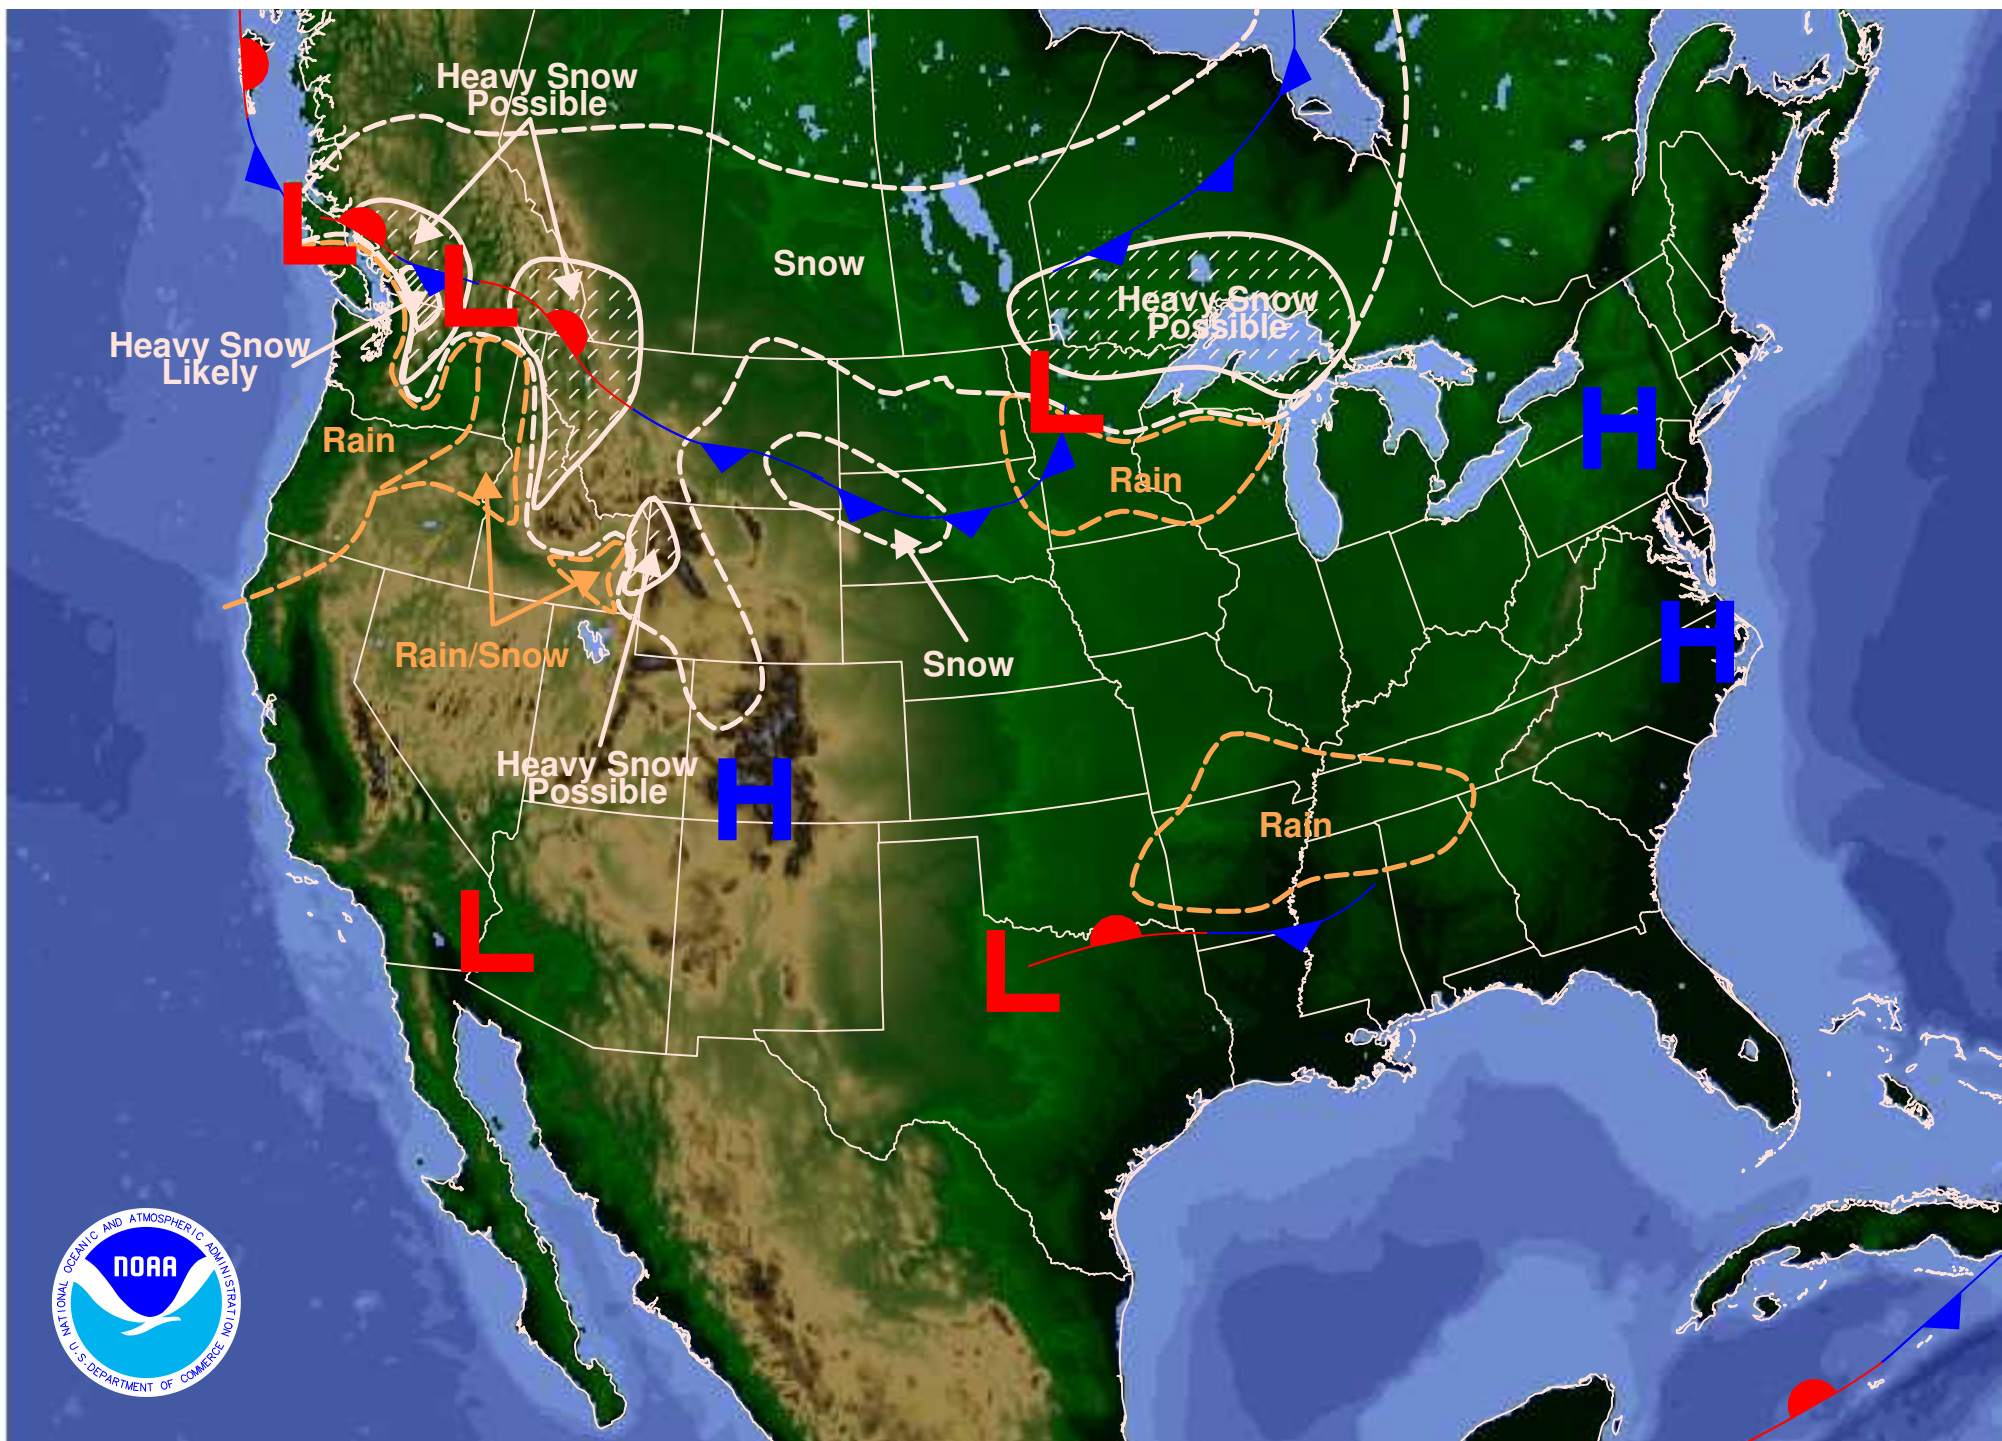 Heavy Snow
Possible
Snow
Heavy Snow
Possible
Heavy Snow
Likely
Rain
Rain
Rain/Snow
Snow
Heavy Snow
Possible
Rain
L
L
L
L
L
H
H
H
NATIONAL OCEANIC AND ATMOSPHERIC ADMINISTRATION
NOAA
U.S. DEPARTMENT OF COMMERCE